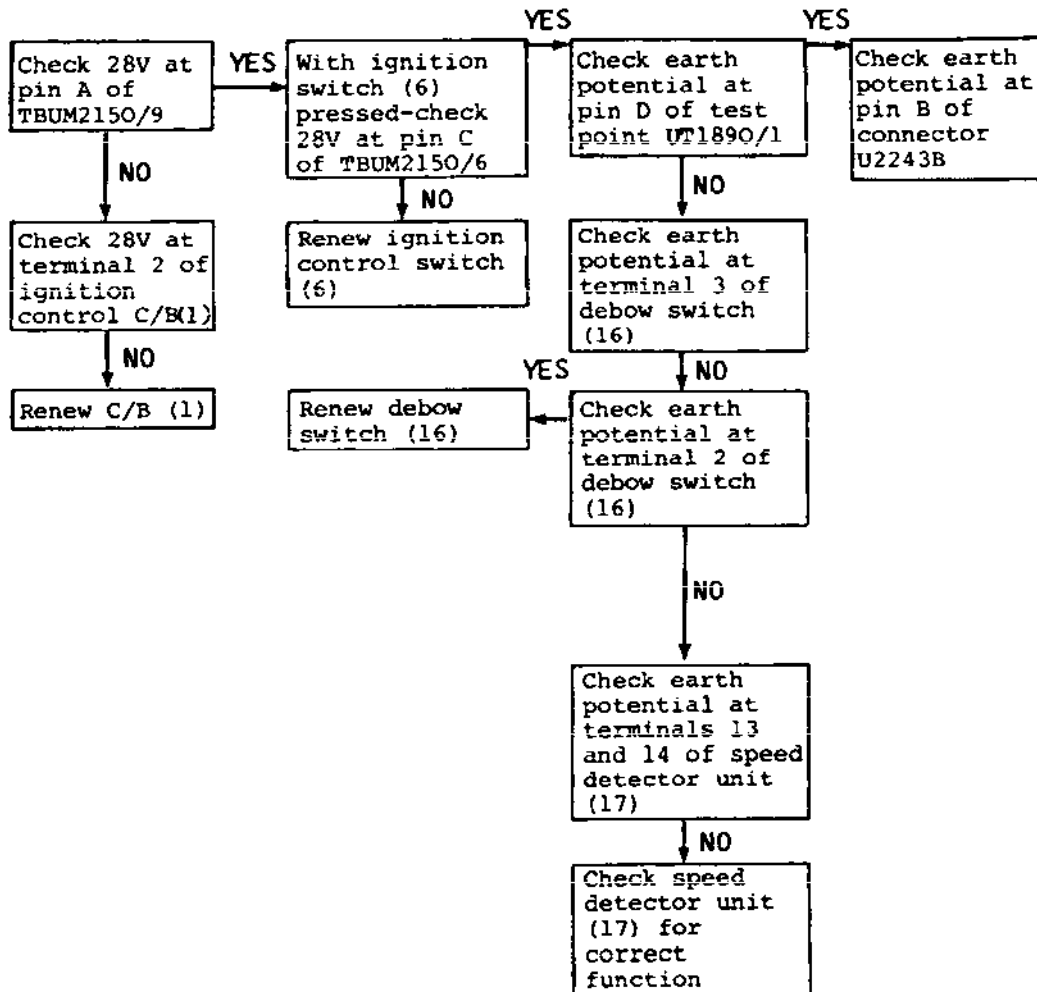 Check 28V at
pin A of
TBUM2150/9
YES
With ignition
switch (6)
pressed-check
28V at pin C
of TBUM2150/6
YES
Check earth
potential at
pin D of test
point UT1890/1
YES
Check earth
potential at
pin B of
connector
U2243B
NO
Check 28V at
terminal 2 of
ignition
control C/B(1)
NO
Renew C/B (1)
NO
Renew ignition
control switch
(6)
NO
Check earth
potential at
terminal 3 of
debow switch
(16)
NO
Check earth
potential at
terminal 2 of
debow switch
(16)
YES
Renew debow
switch (16)
NO
Check earth
potential at
terminals 13
and 14 of speed
detector unit
(17)
NO
Check speed
detector unit
(17) for
correct
function